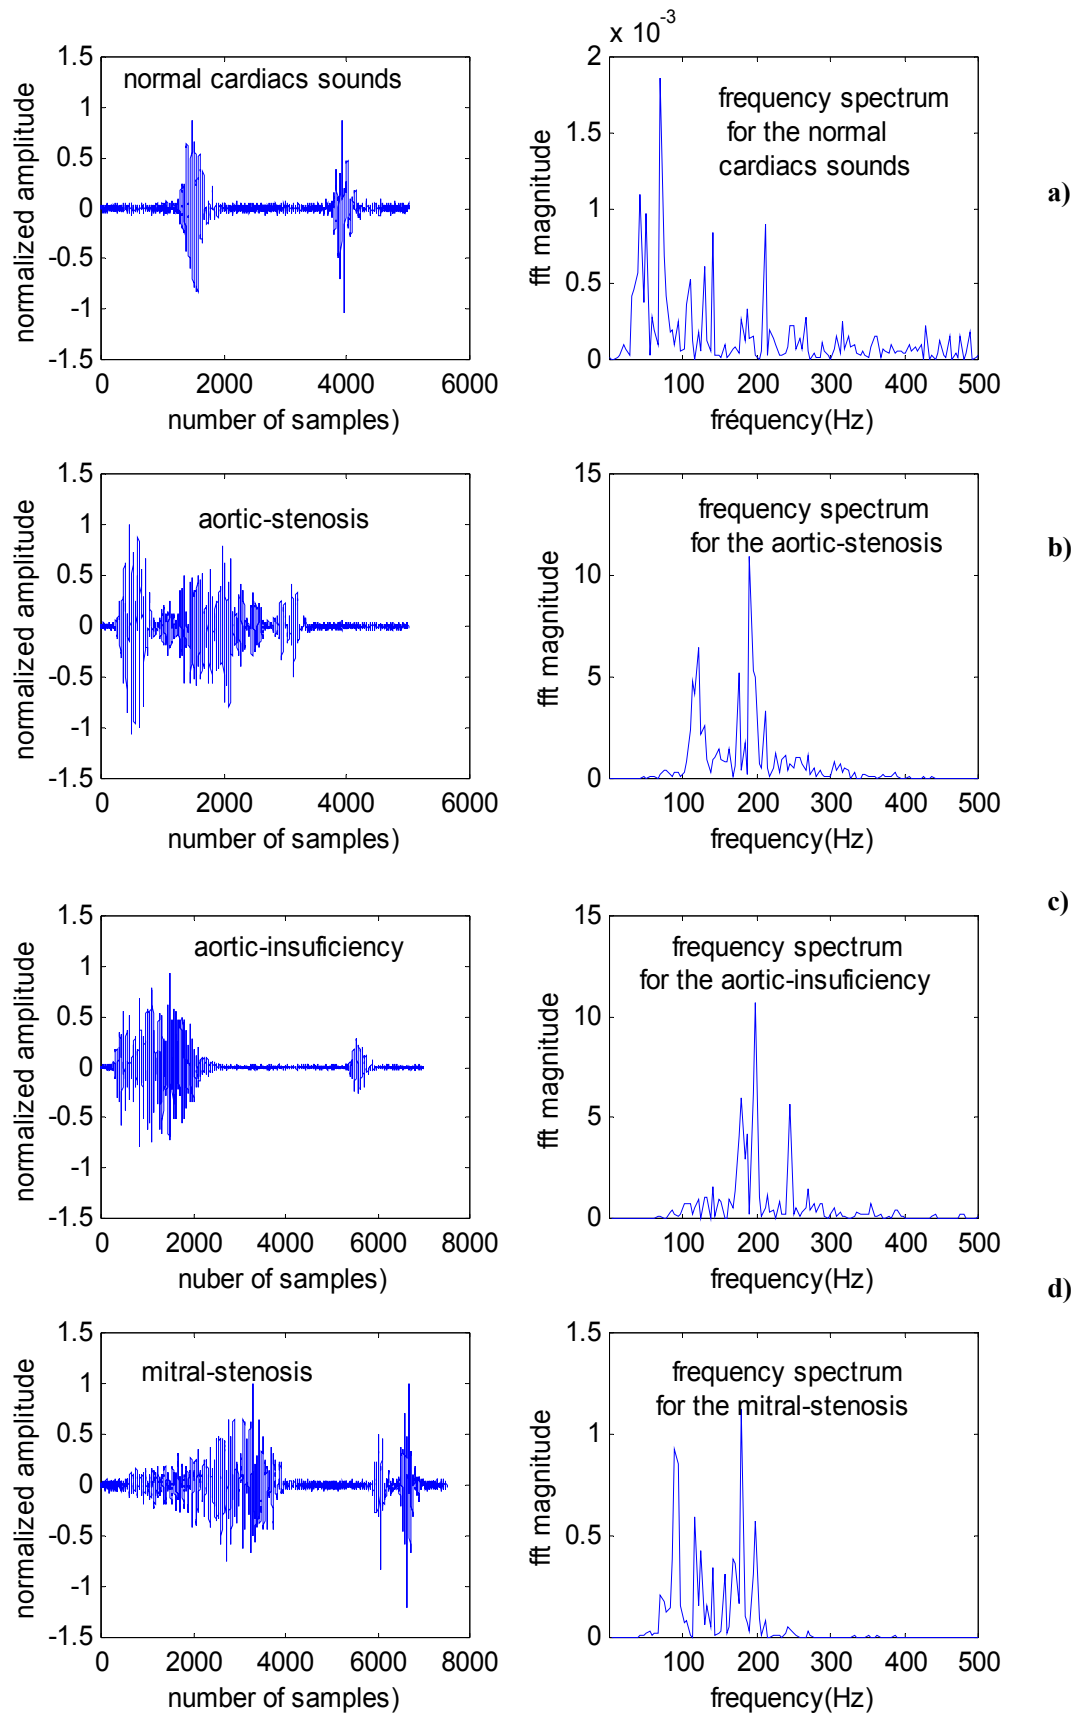 x 10^-3
1.5
1
0.5
0
-0.5
-1
-1.5
normalized amplitude
normal cardiacs sounds
0 2000 4000 6000
number of samples)
2
1.5
1
0.5
0
fft magnitude
frequency spectrum
for the normal
cardiacs sounds
100 200 300 400 500
fréquency(Hz)
a)
1.5
1
0.5
0
-0.5
-1
-1.5
normalized amplitude
aortic-stenosis
0 2000 4000 6000
number of samples)
15
10
5
0
fft magnitude
frequency spectrum
for the aortic-stenosis
100 200 300 400 500
frequency(Hz)
b)
1.5
1
0.5
0
-0.5
-1
-1.5
normalized amplitude
aortic-insuficiency
0 2000 4000 6000 8000
nuber of samples)
15
10
5
0
fft magnitude
frequency spectrum
for the aortic-insuficiency
100 200 300 400 500
frequency(Hz)
c)
1.5
1
0.5
0
-0.5
-1
-1.5
normalized amplitude
mitral-stenosis
0 2000 4000 6000 8000
number of samples)
1.5
1
0.5
0
fft magnitude
frequency spectrum
for the mitral-stenosis
100 200 300 400 500
frequency(Hz)
d)